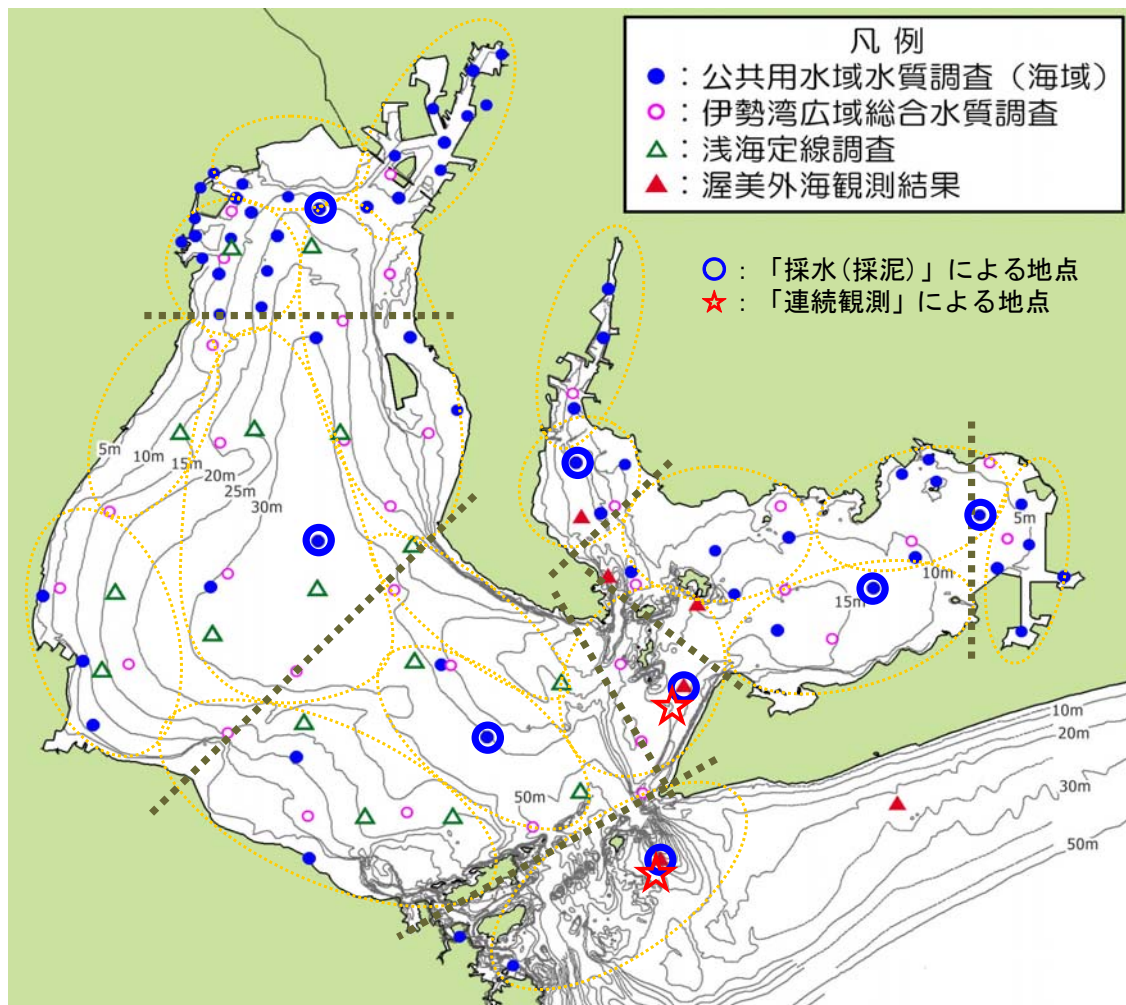 凡 例
●：公共用水域水質調査（海域）
○：伊勢湾広域総合水質調査
△：浅海定線調査
▲：渥美外海観測結果
○：「採水(採泥)」による地点
☆：「連続観測」による地点
5m
10m
15m
20m
25m
30m
5m
10m
15m
50m
10m
20m
30m
50m